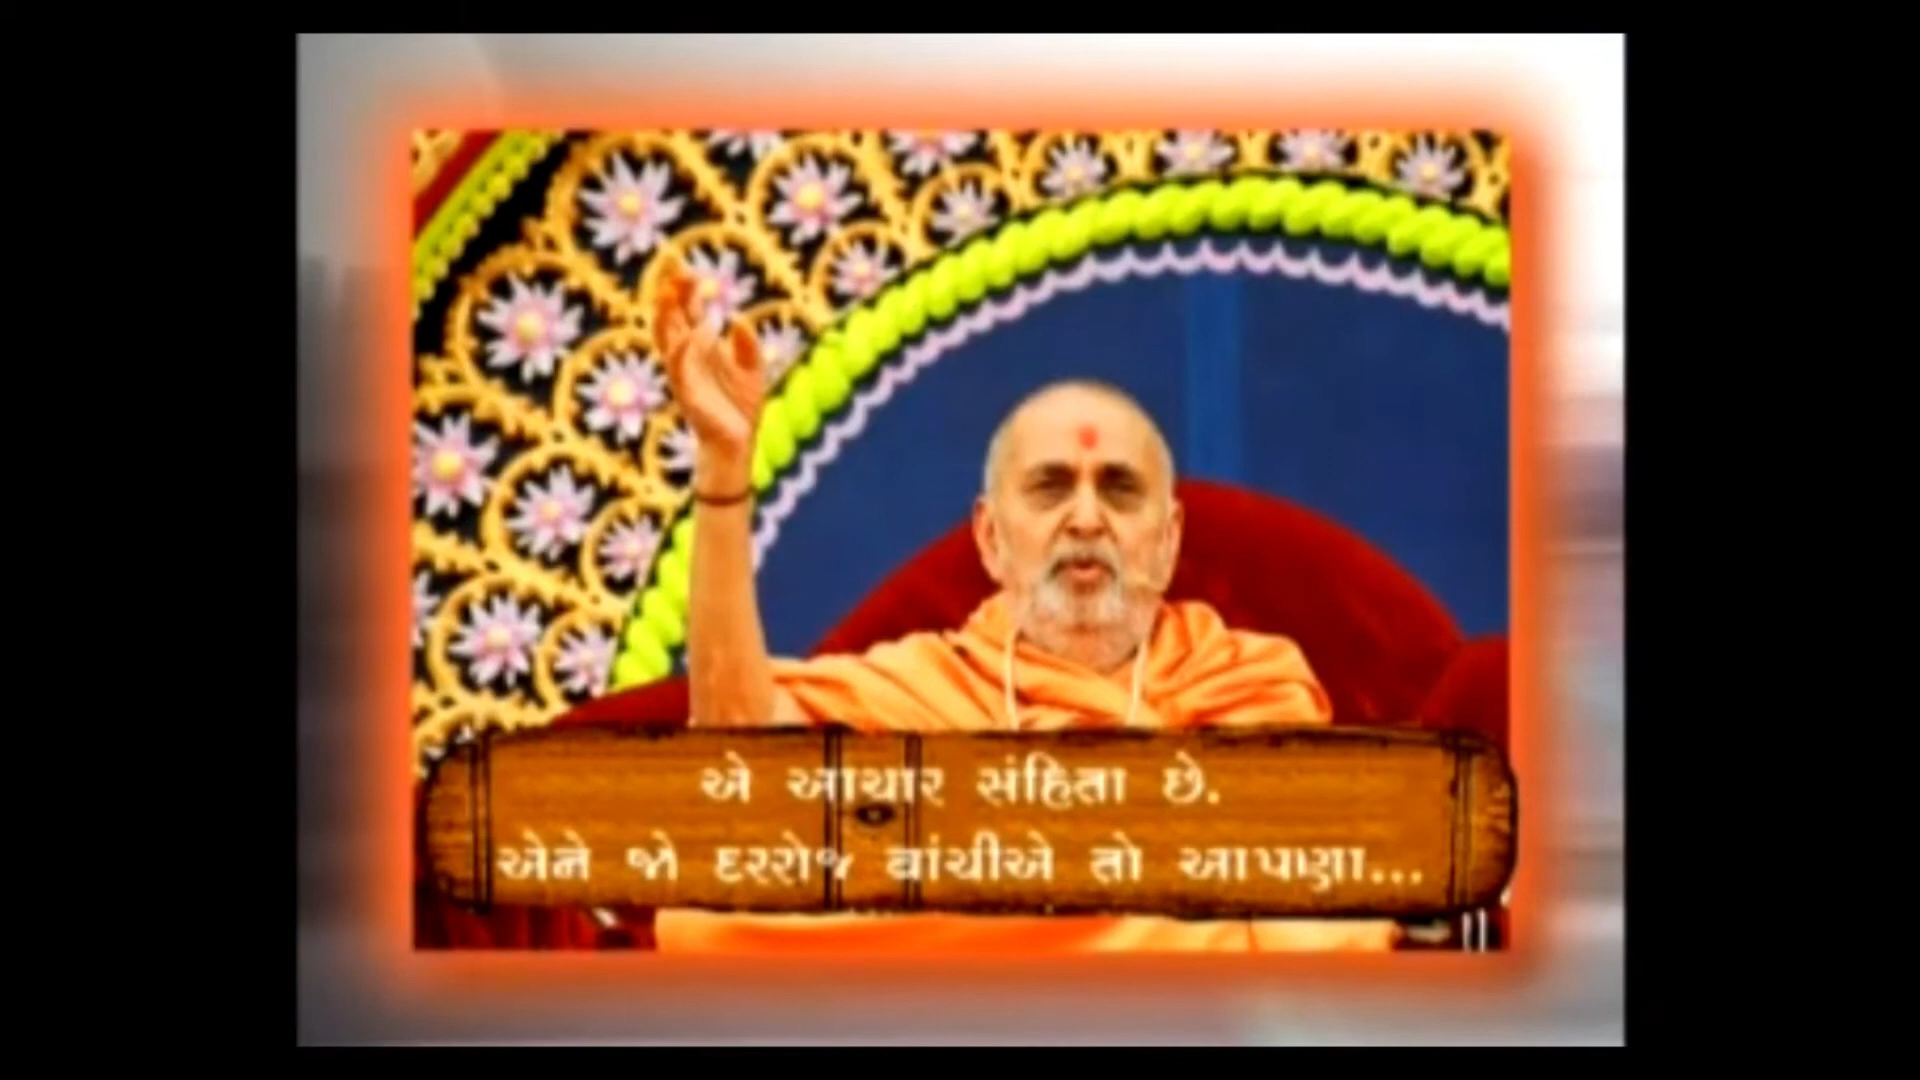 એ આચાર સંહિતા છે.
એને જો દરરોજ વાંચીએ તો આપણા...